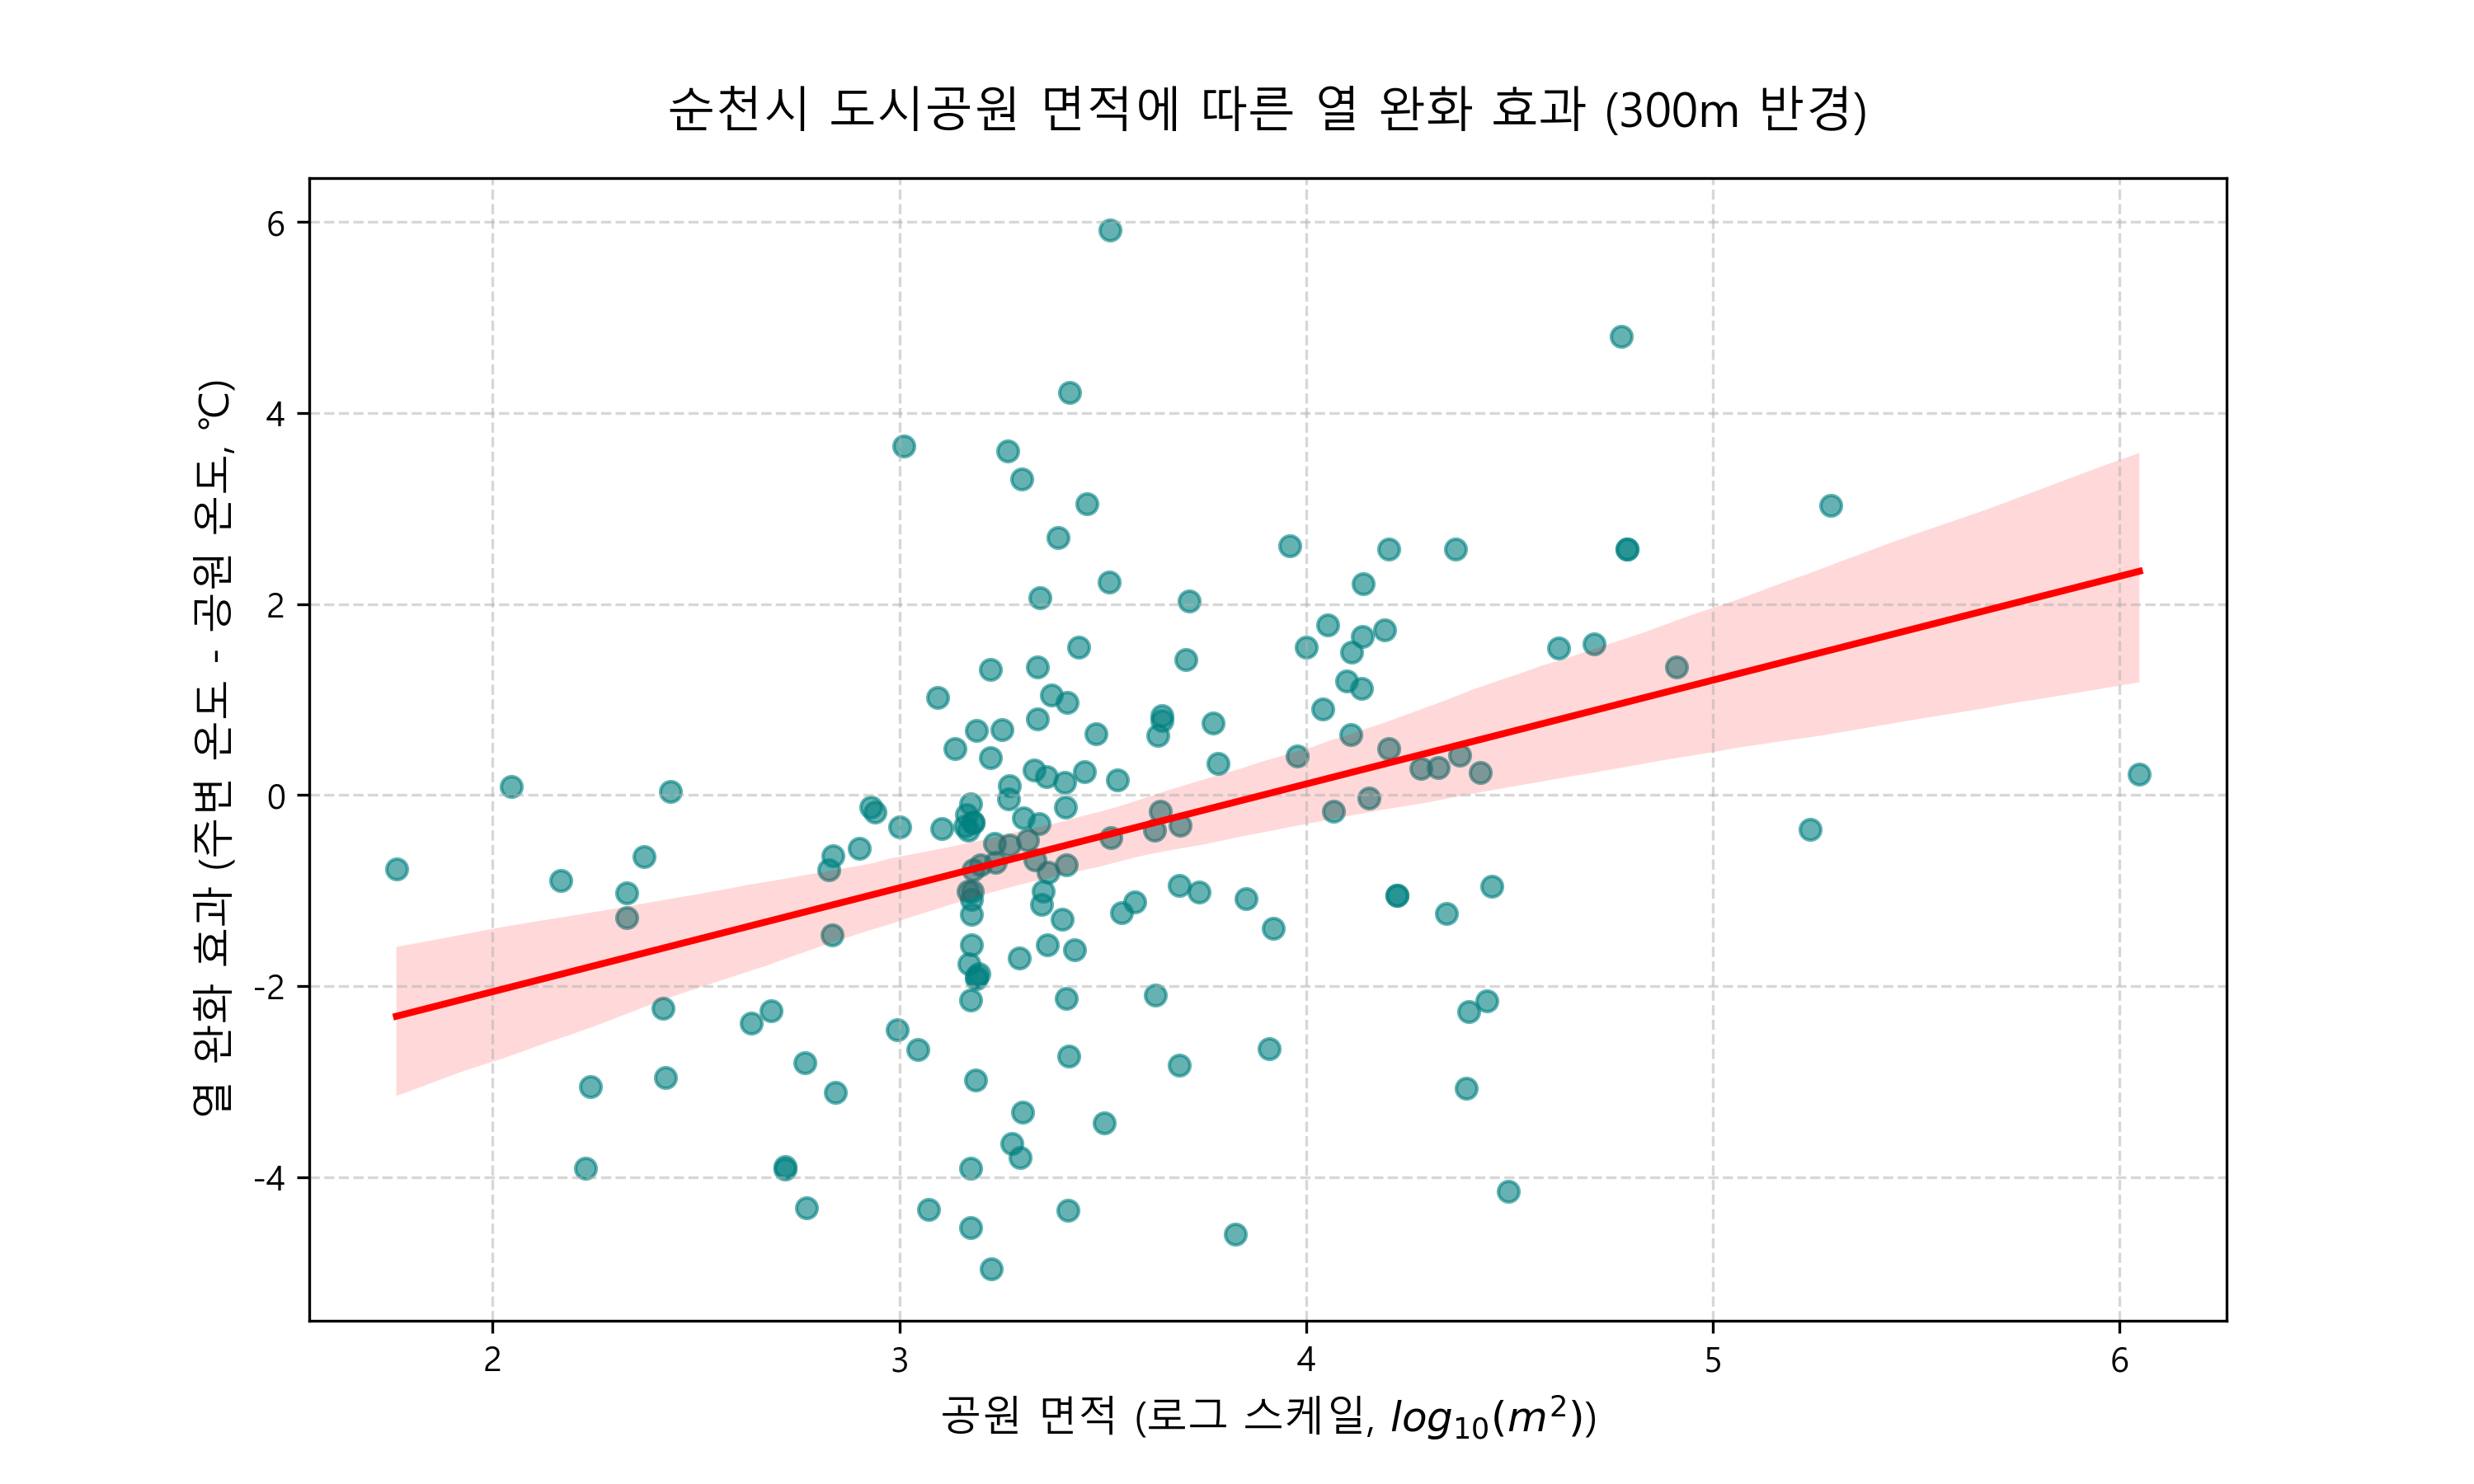 순천시 도시공원 면적에 따른 열 완화 효과 (300m 반경)
열 완화 효과 (주변 온도 - 공원 온도, °C)
6
4
2
0
-2
-4
2 3 4 5 6
공원 면적 (로그 스케일, log₁₀(m²))